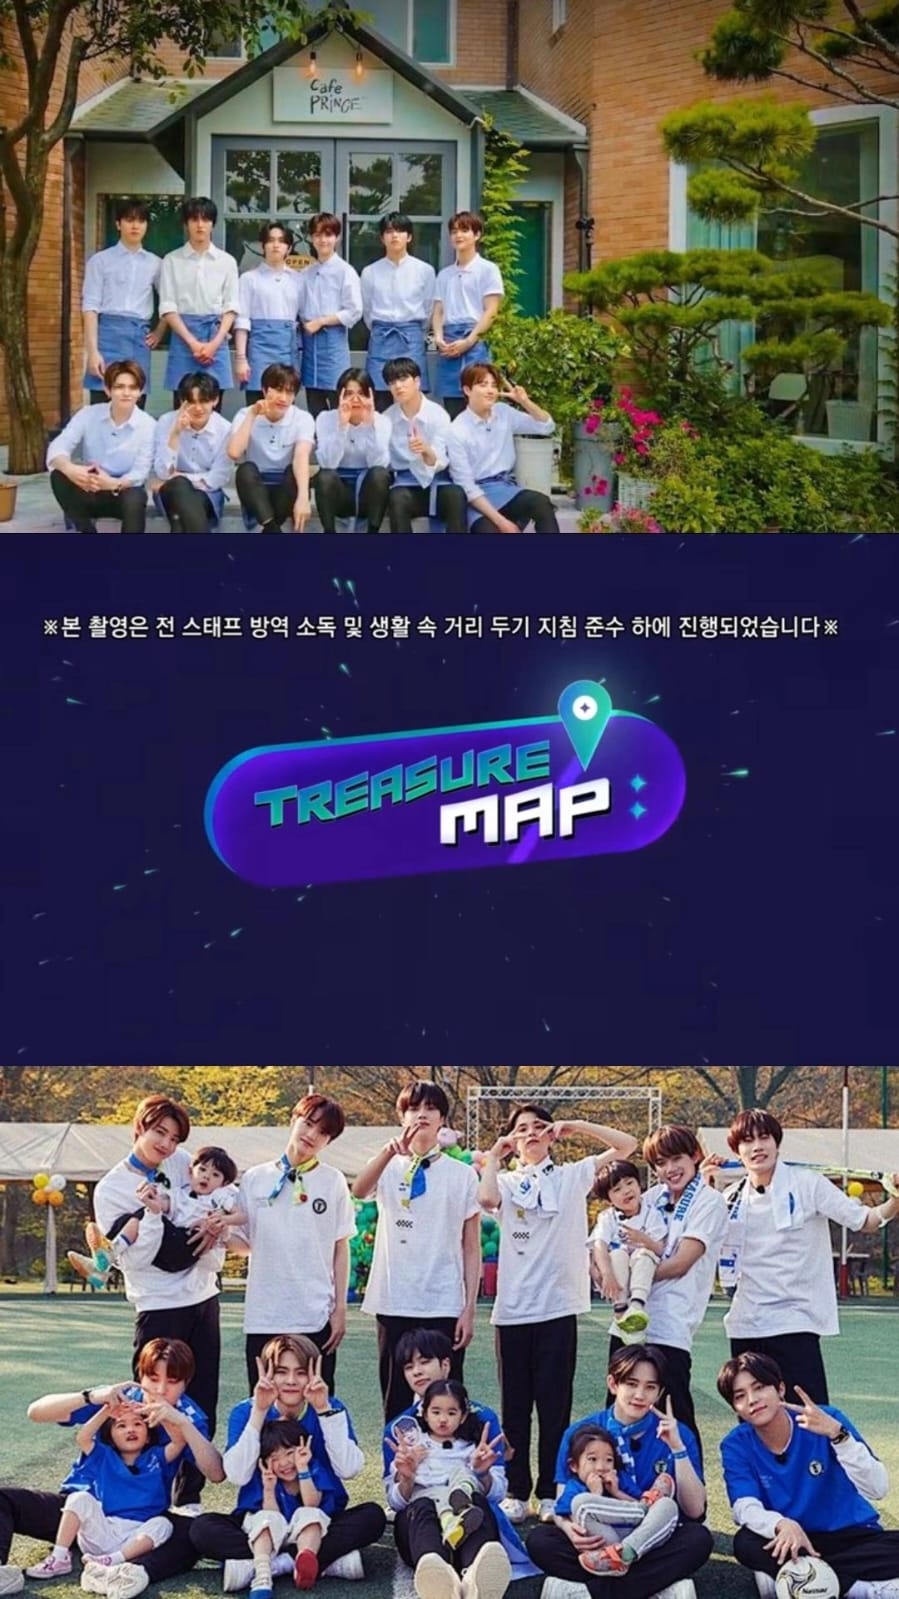 cafe
PRINCE
OPEN
※본 촬영은 전 스태프 방역 소독 및 생활 속 거리 두기 지침 준수 하에 진행되었습니다※
TREASURE
MAP